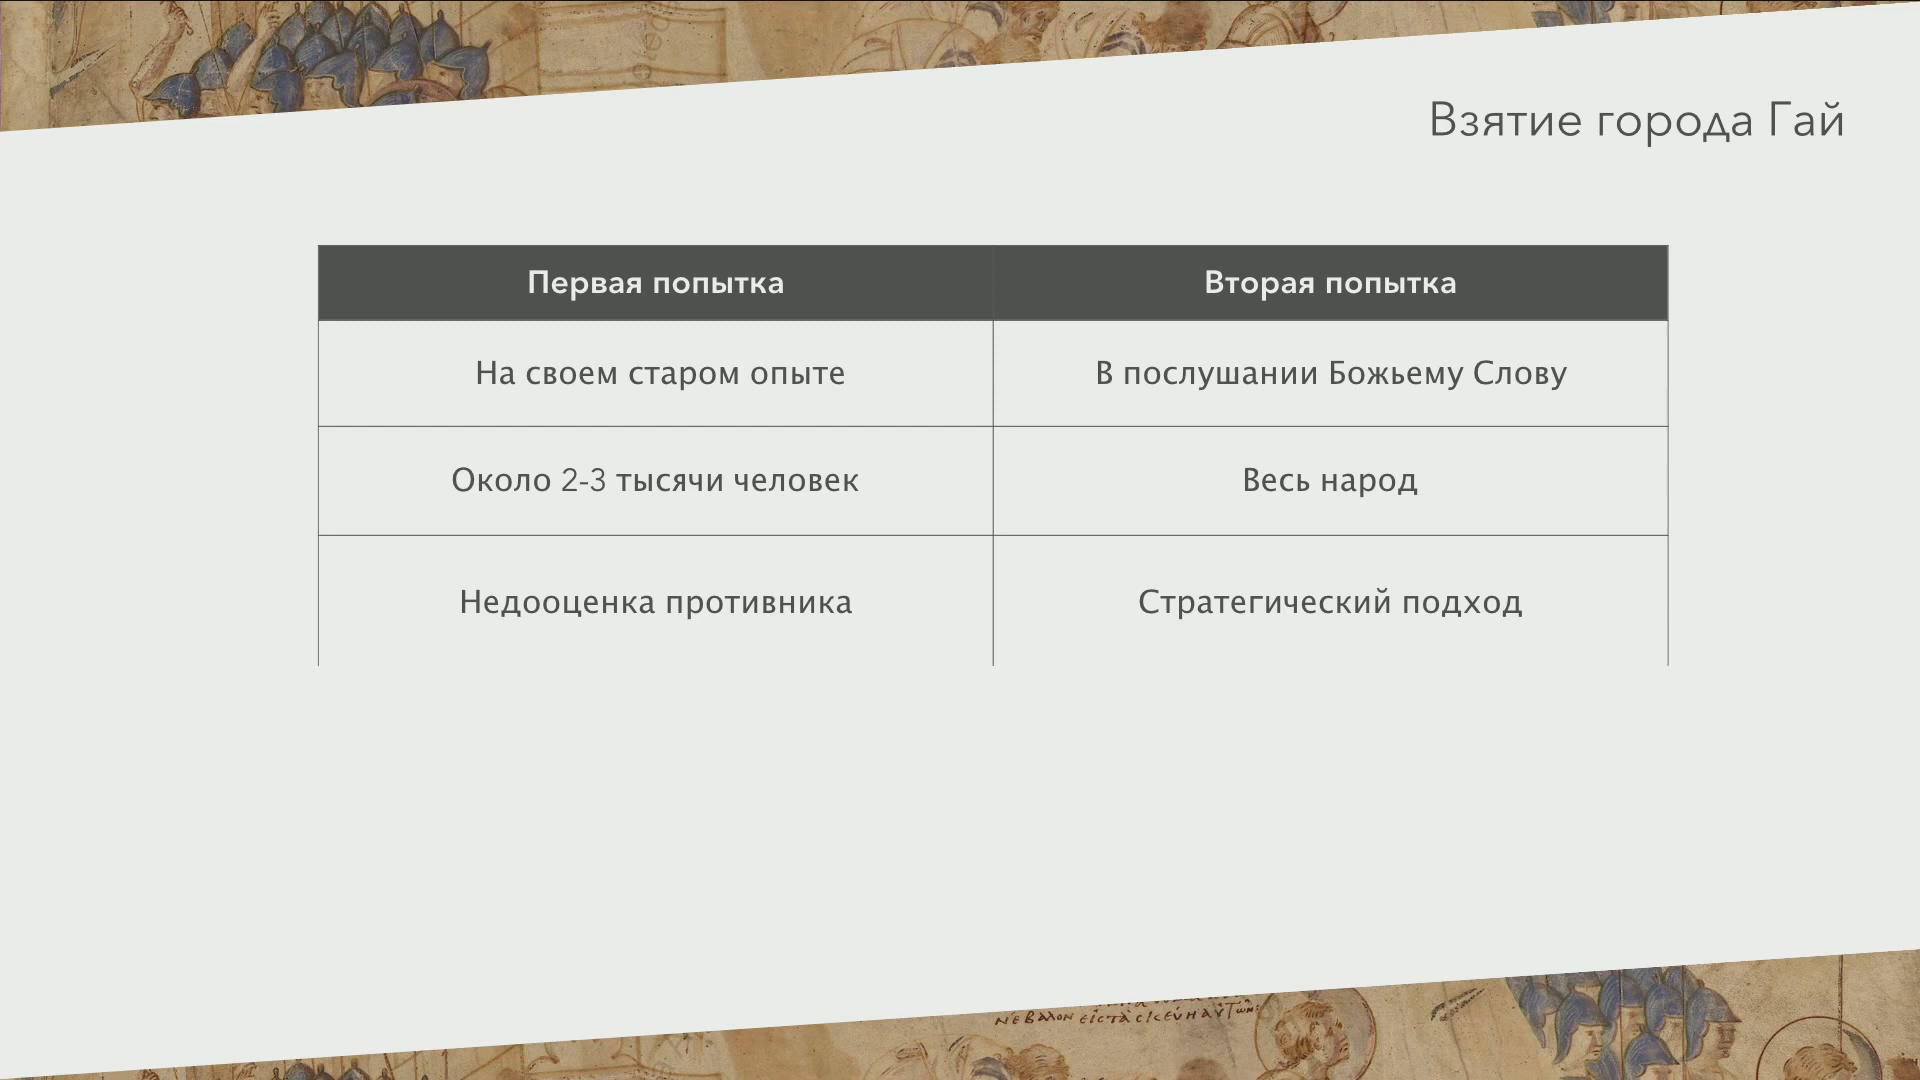 Взятие города Гай
Первая попытка
Вторая попытка
На своем старом опыте
В послушании Божьему Слову
Около 2-3 тысячи человек
Весь народ
Недооценка противника
Стратегический подход